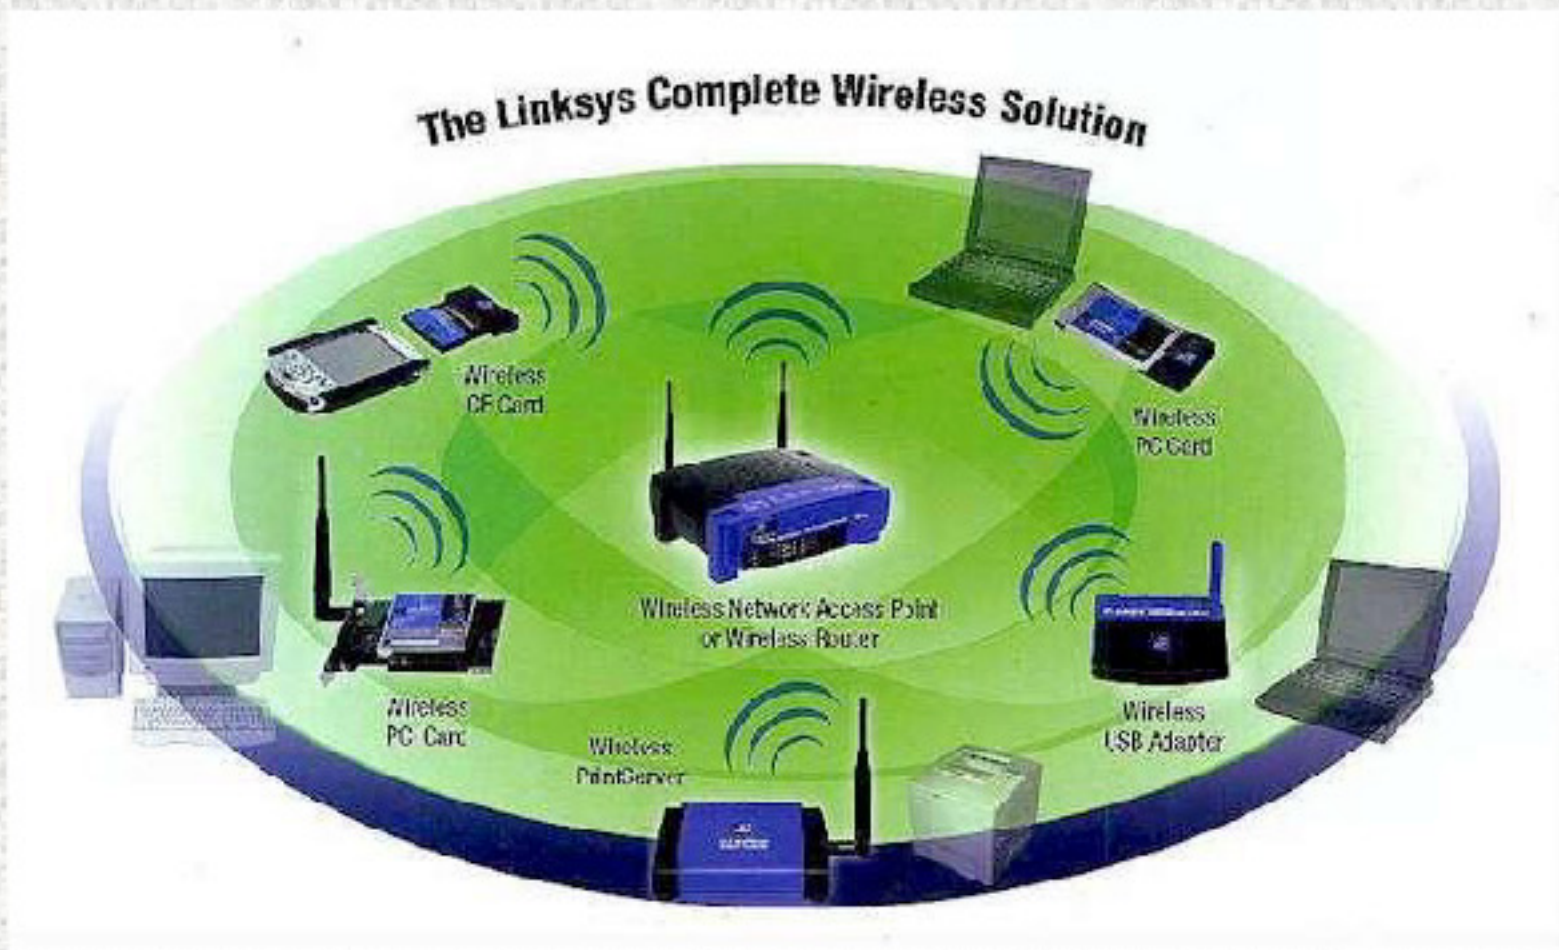 The Linksys Complete Wireless Solution
Wireless
CF Card
Wireless
PC Card
Wireless Network Access Point
or Wireless Router
Wireless
PCI Card
Wireless
USB Adapter
Wireless
PrintServer